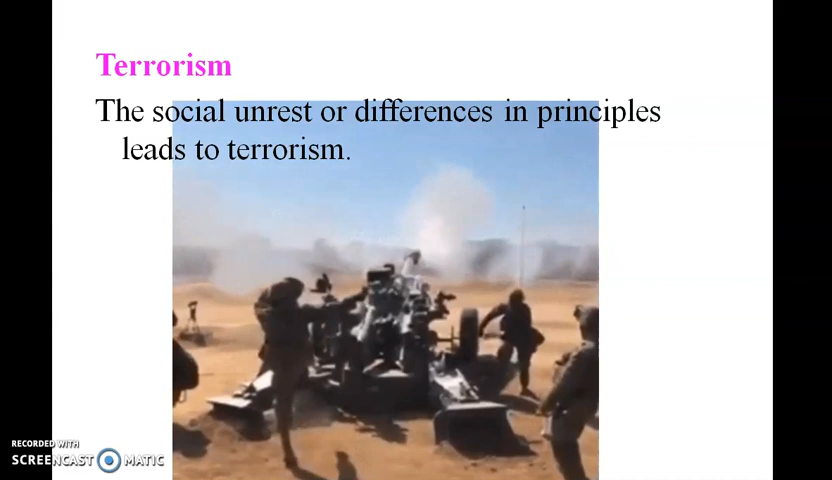 Terrorism
The social unrest or differences in principles
leads to terrorism.
RECORDED WITH
SCREENCAST MATIC